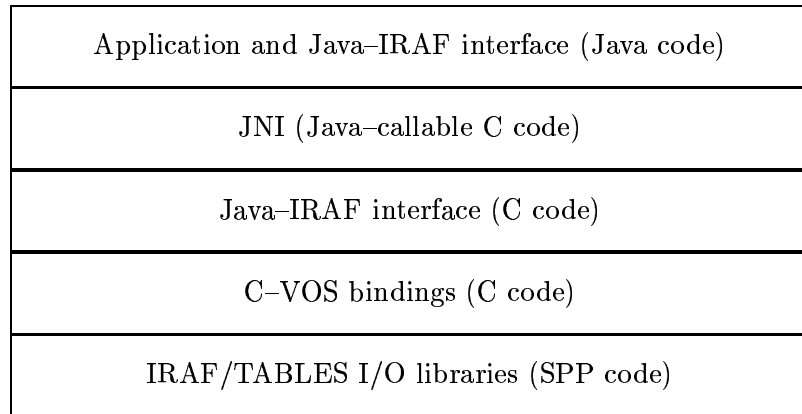 Application and Java–IRAF interface (Java code)
JNI (Java–callable C code)
Java–IRAF interface (C code)
C–VOS bindings (C code)
IRAF/TABLES I/O libraries (SPP code)